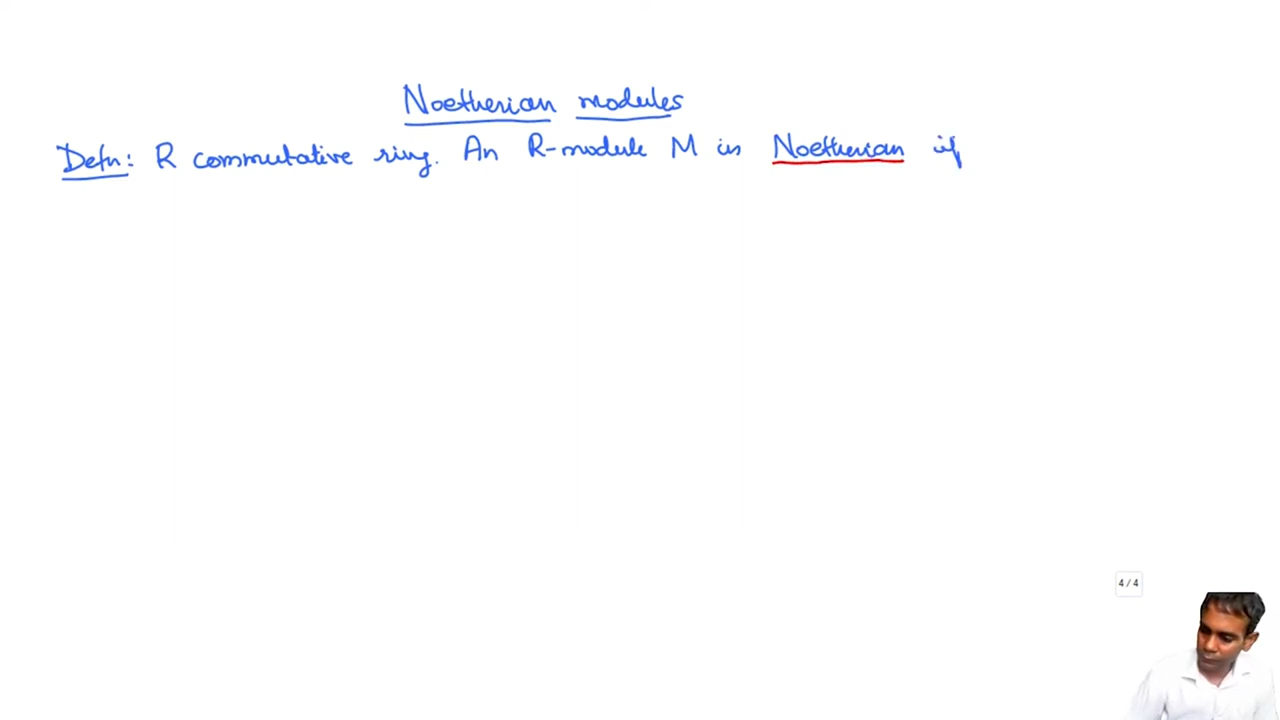 Noetherian modules
Defn: R commutative ring. An R-module M is Noetherian if
4 / 4